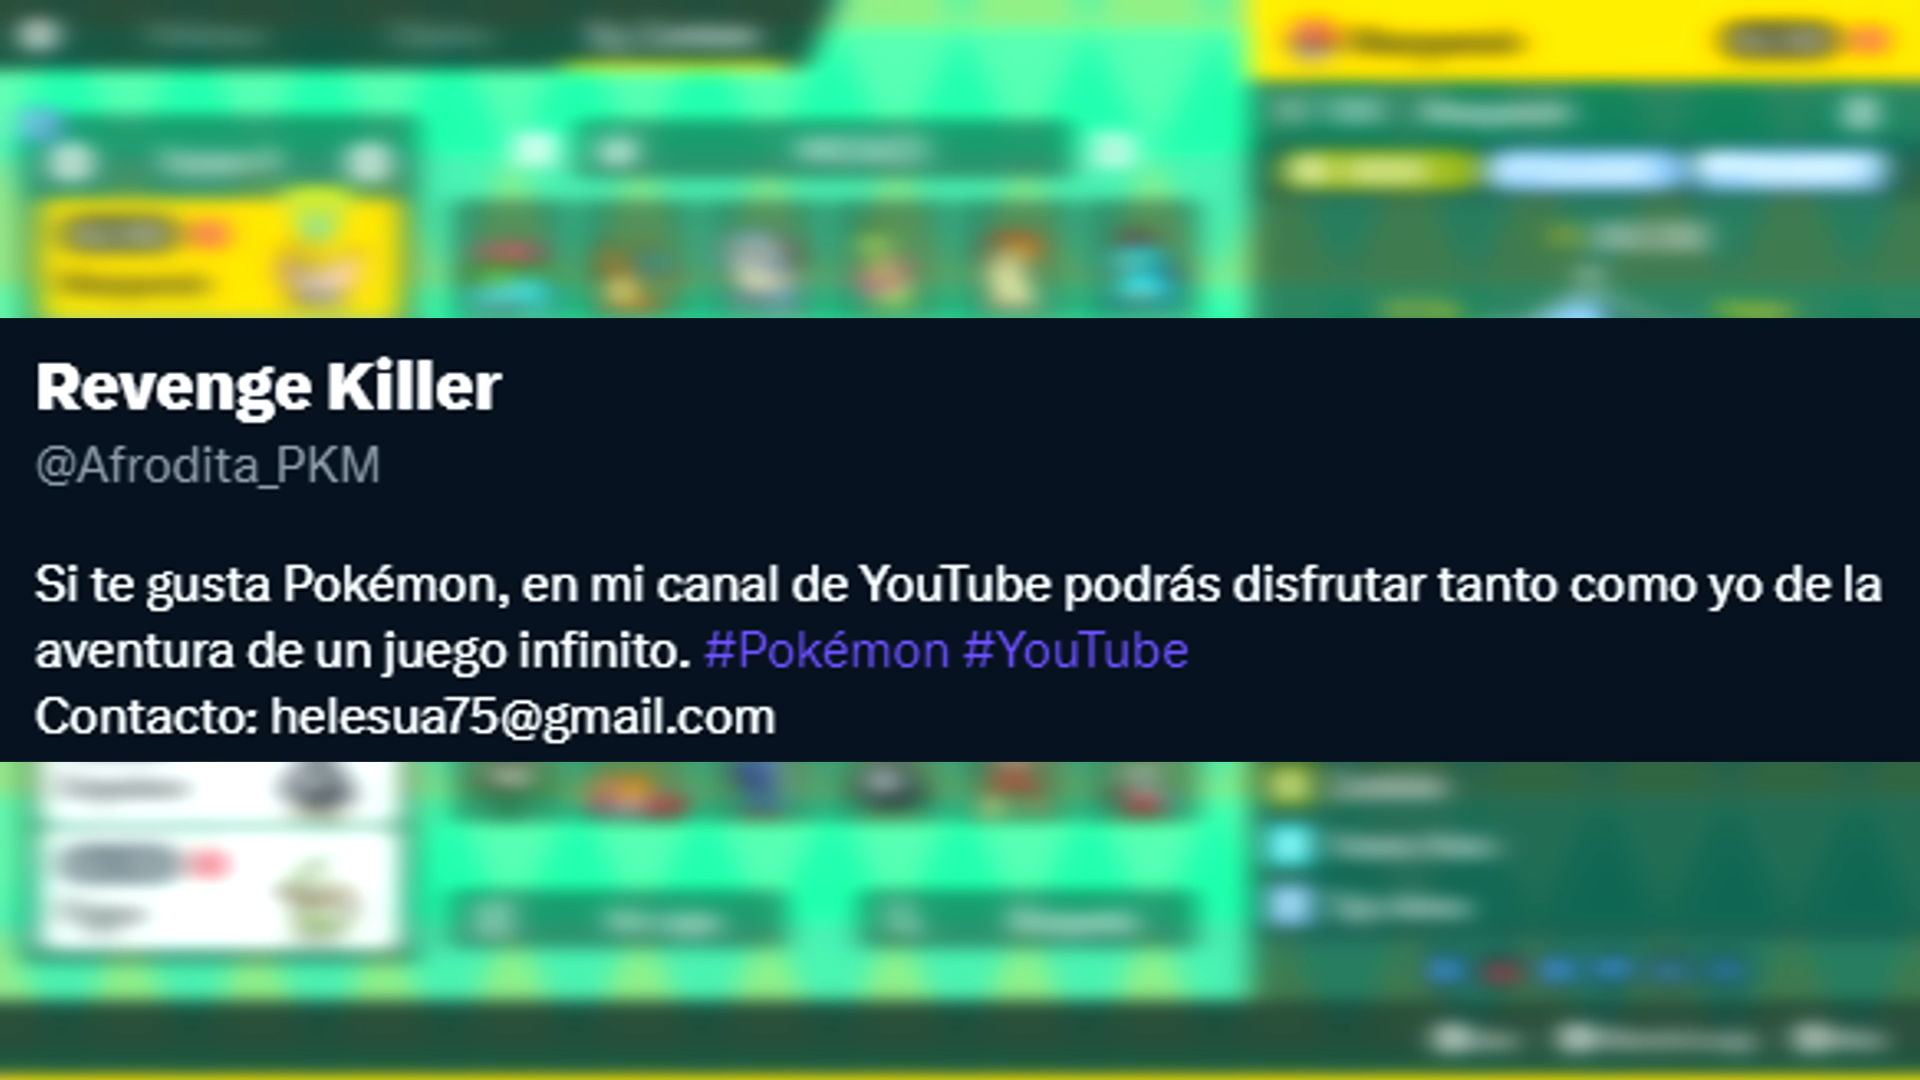 Revenge Killer
@Afrodita_PKM
Si te gusta Pokémon, en mi canal de YouTube podrás disfrutar tanto como yo de la
aventura de un juego infinito. #Pokémon #YouTube
Contacto: helesua75@gmail.com